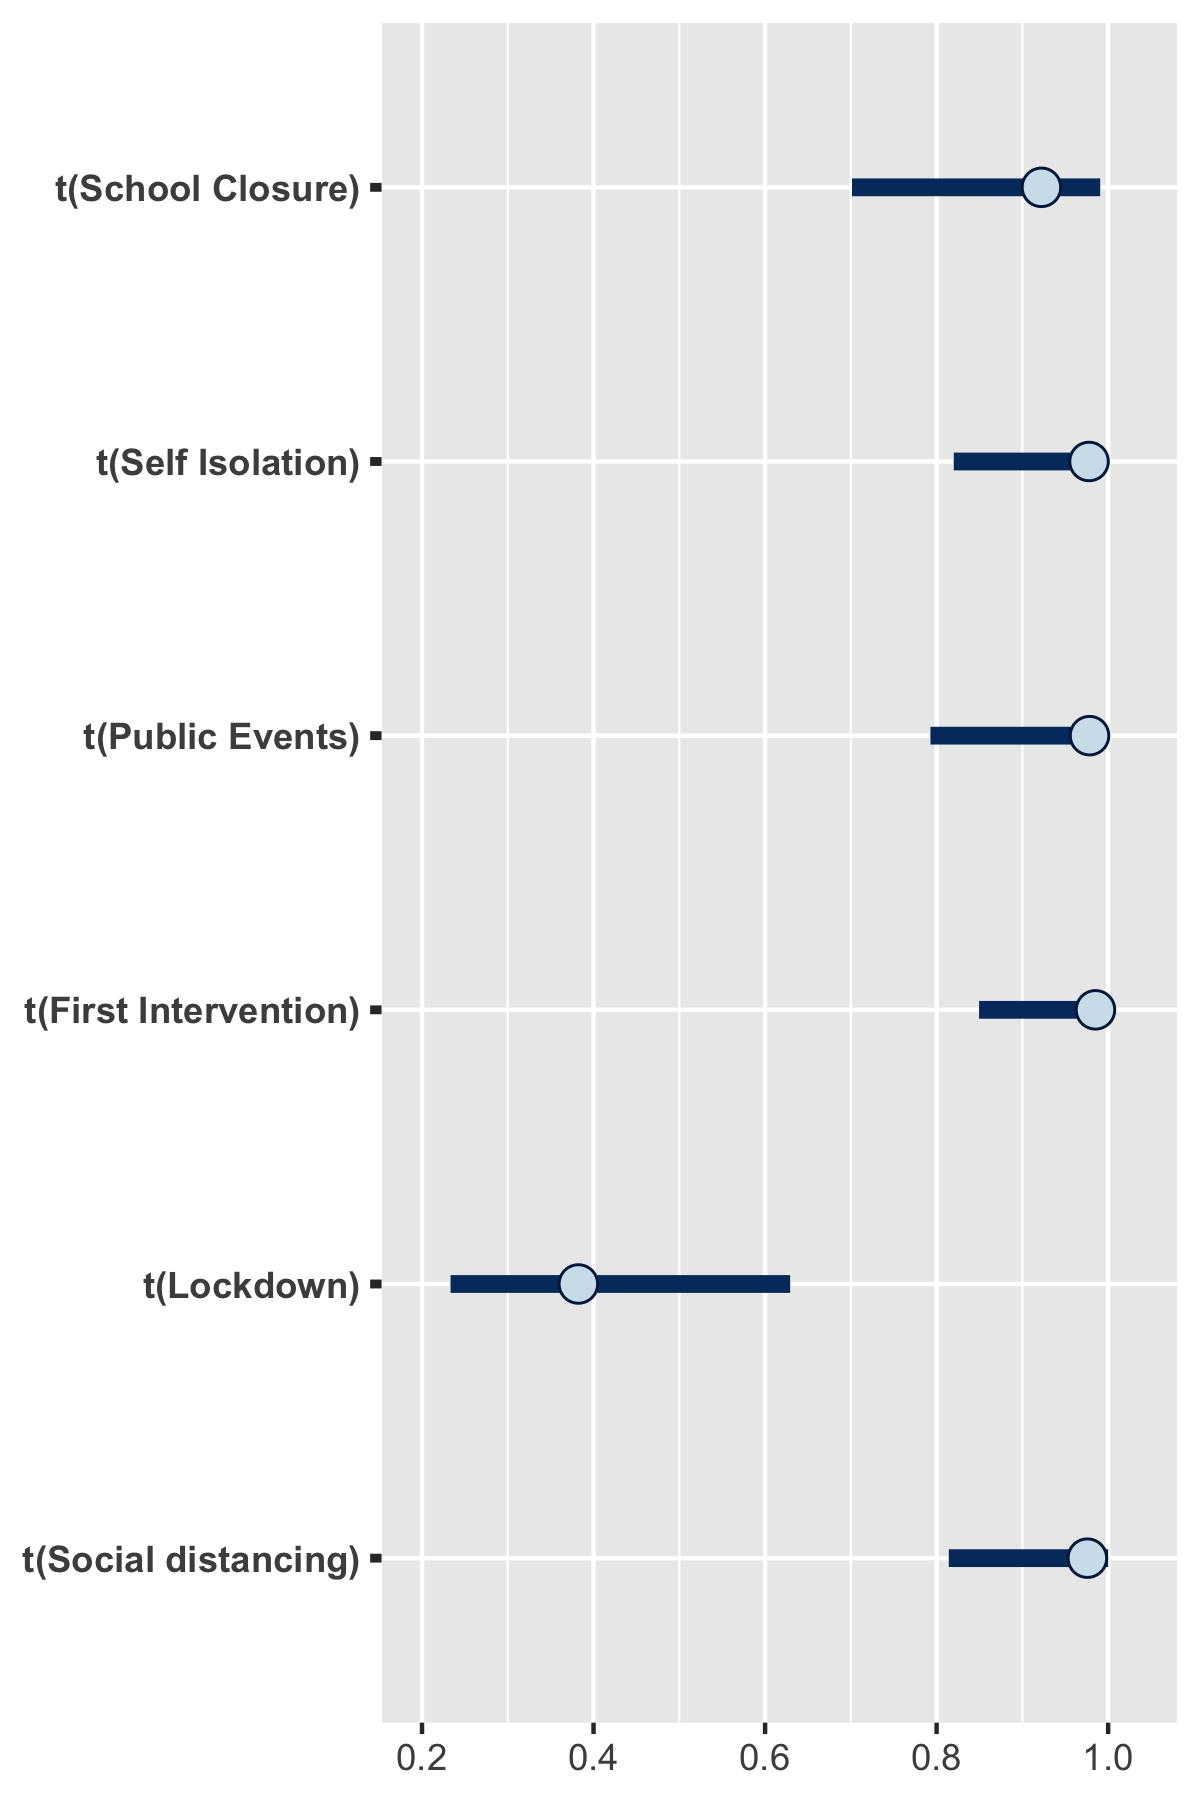 t(School Closure)
t(Self Isolation)
t(Public Events)
t(First Intervention)
t(Lockdown)
t(Social distancing)
0.2 0.4 0.6 0.8 1.0